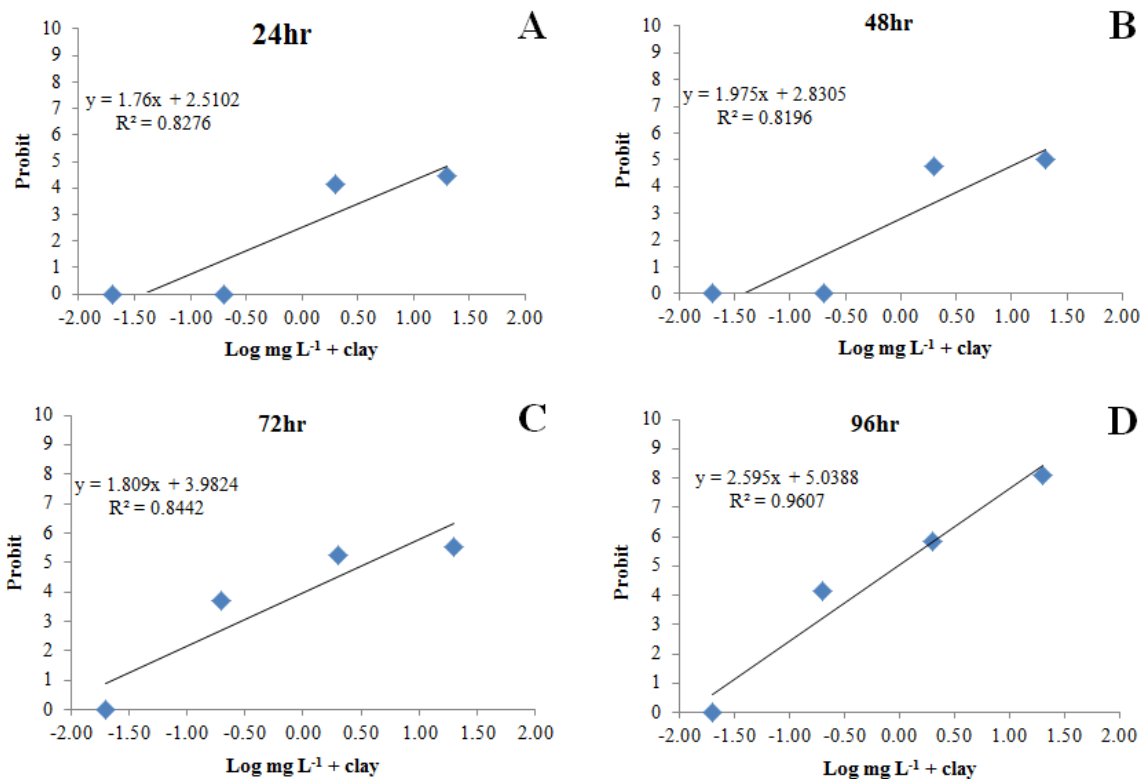 24hr
A
10
9
8
7
6
5
4
3
2
1
0
y = 1.76x + 2.5102
R² = 0.8276
Probit
-2.00 -1.50 -1.00 -0.50 0.00 0.50 1.00 1.50 2.00
Log mg L⁻¹ + clay
48hr
B
10
9
8
7
6
5
4
3
2
1
0
y = 1.975x + 2.8305
R² = 0.8196
Probit
-2.00 -1.50 -1.00 -0.50 0.00 0.50 1.00 1.50 2.00
Log mg L⁻¹ + clay
72hr
C
10
9
8
7
6
5
4
3
2
1
0
y = 1.809x + 3.9824
R² = 0.8442
Probit
-2.00 -1.50 -1.00 -0.50 0.00 0.50 1.00 1.50 2.00
Log mg L⁻¹ + clay
96hr
D
10
9
8
7
6
5
4
3
2
1
0
y = 2.595x + 5.0388
R² = 0.9607
Probit
-2.00 -1.50 -1.00 -0.50 0.00 0.50 1.00 1.50 2.00
Log mg L⁻¹ + clay